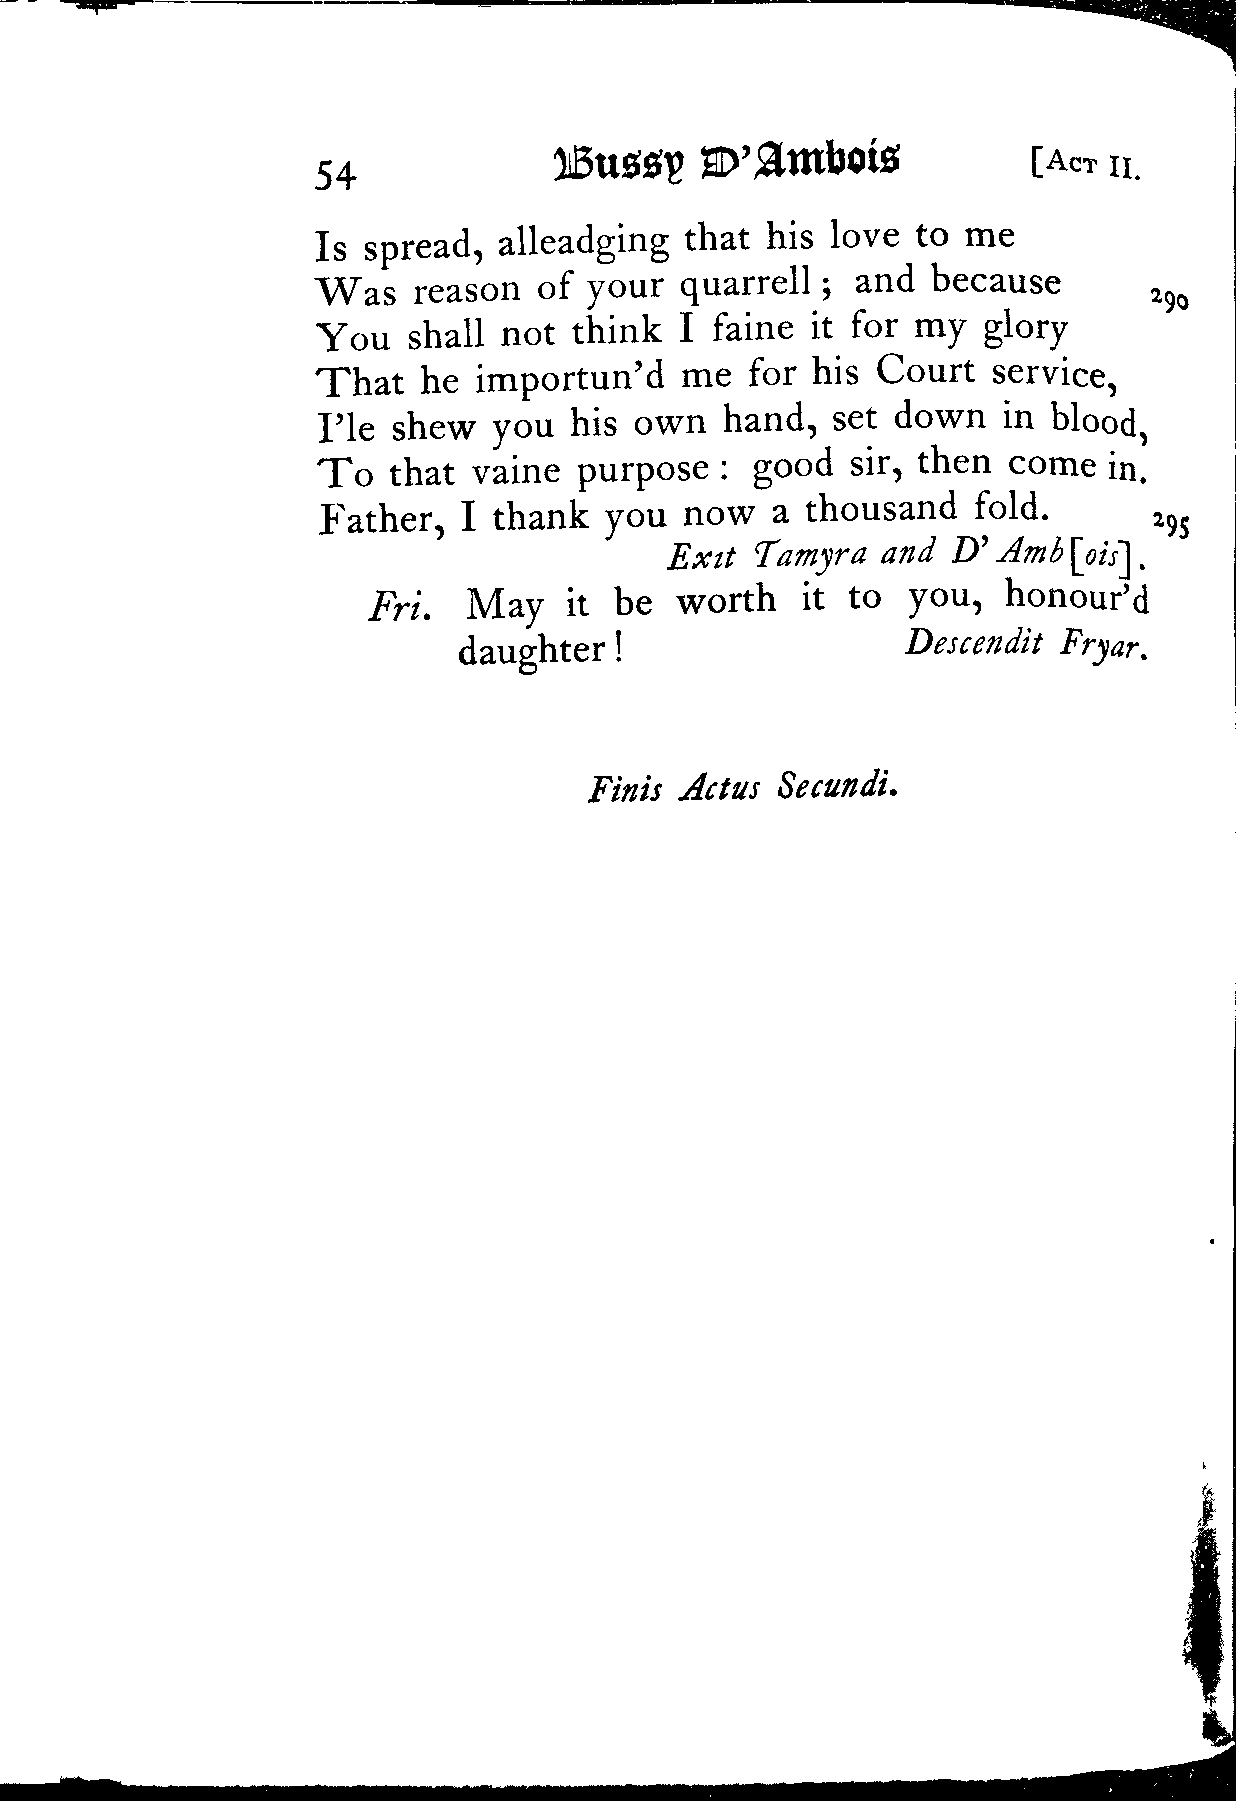 54 Bussy D'Ambois [ACT II.
Is spread, alleadging that his love to me
Was reason of your quarrell ; and because 290
You shall not think I faine it for my glory
That he importun'd me for his Court service,
I'le shew you his own hand, set down in blood,
To that vaine purpose : good sir, then come in.
Father, I thank you now a thousand fold. 295
Exit Tamyra and D' Amb[ois].
Fri. May it be worth it to you, honour'd
daughter ! Descendit Fryar.
Finis Actus Secundi.